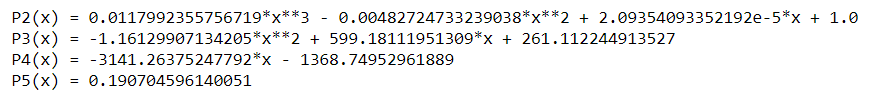 P2(x) = 0.0117992355756719*x**3 - 0.00482724733239038*x**2 + 2.09354093352192e-5*x + 1.0
P3(x) = -1.16129907134205*x**2 + 599.18111951309*x + 261.112244913527
P4(x) = -3141.26375247792*x - 1368.74952961889
P5(x) = 0.190704596140051